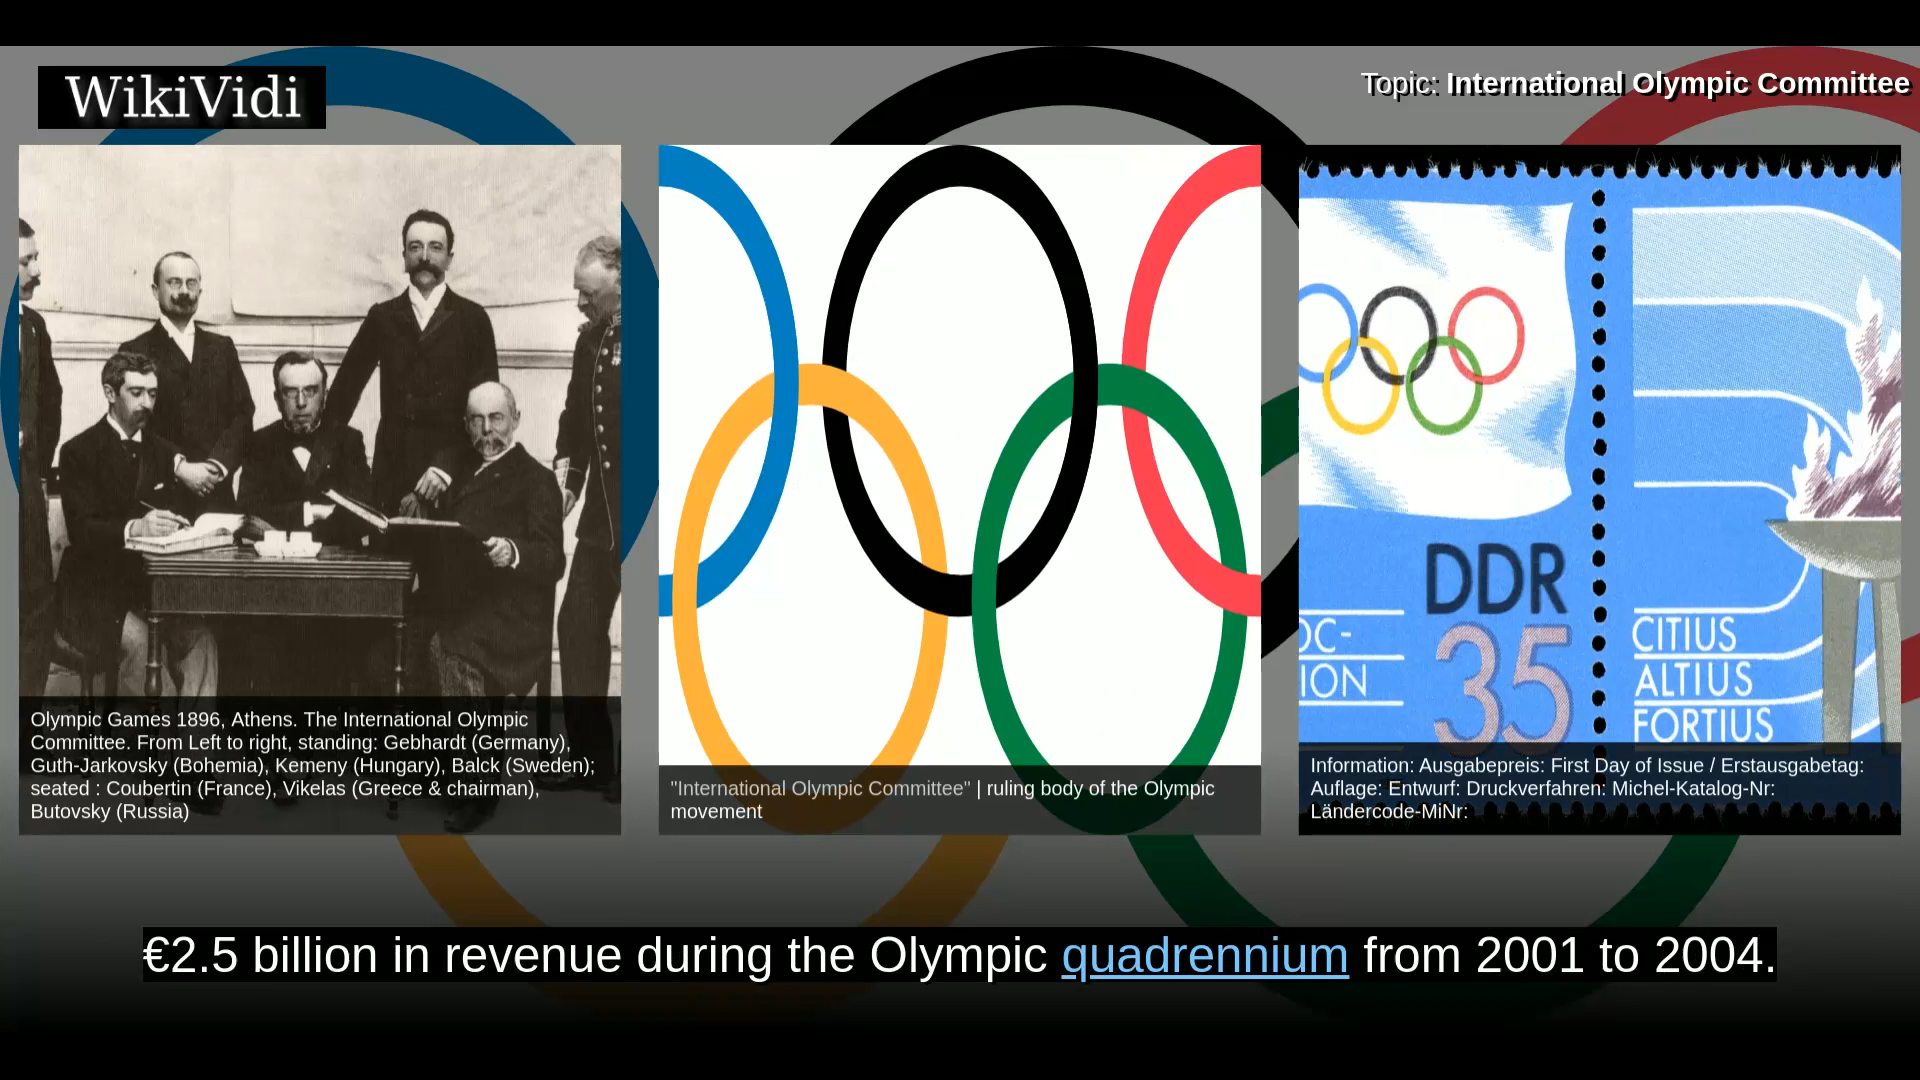 WikiVidi
Topic: International Olympic Committee
Olympic Games 1896, Athens. The International Olympic
Committee. From Left to right, standing: Gebhardt (Germany),
Guth-Jarkovsky (Bohemia), Kemeny (Hungary), Balck (Sweden);
seated : Coubertin (France), Vikelas (Greece & chairman),
Butovsky (Russia)
"International Olympic Committee" | ruling body of the Olympic
movement
DDR
35
OC-
ION
CITIUS
ALTIUS
FORTIUS
Information: Ausgabepreis: First Day of Issue / Erstausgabetag:
Auflage: Entwurf: Druckverfahren: Michel-Katalog-Nr:
Ländercode-MiNr:
€2.5 billion in revenue during the Olympic quadrennium from 2001 to 2004.